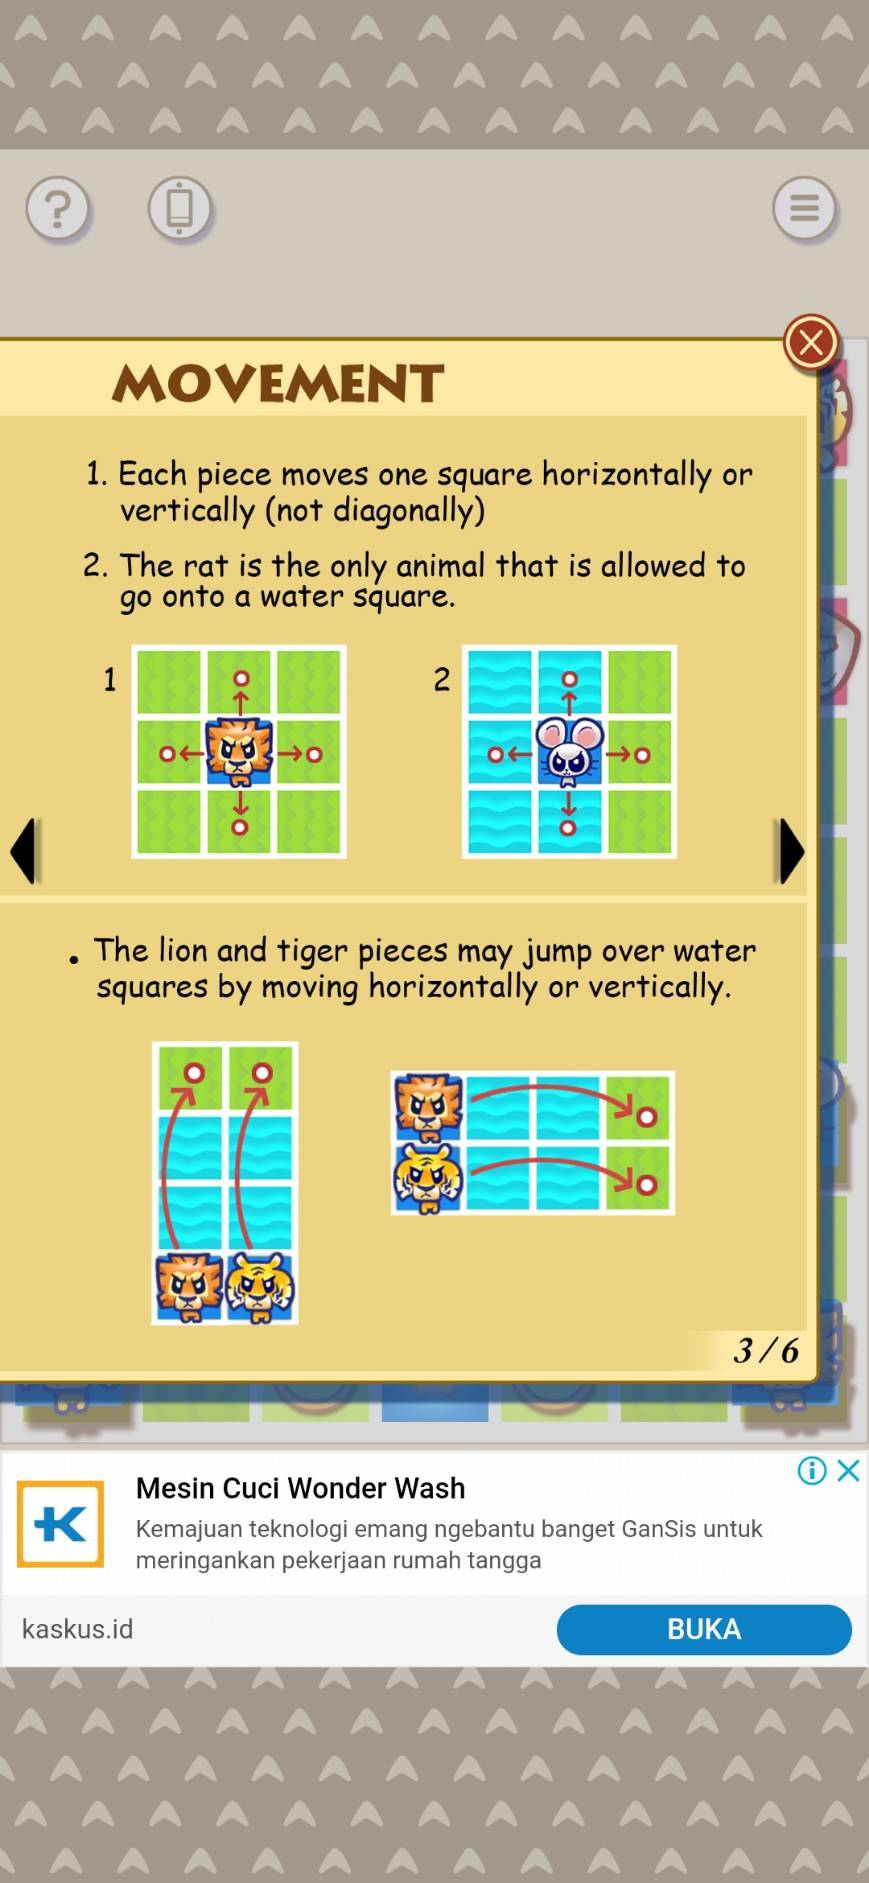 ?
MOVEMENT
1. Each piece moves one square horizontally or
vertically (not diagonally)
2. The rat is the only animal that is allowed to
go onto a water square.
1
2
• The lion and tiger pieces may jump over water
squares by moving horizontally or vertically.
3/6
Mesin Cuci Wonder Wash
Kemajuan teknologi emang ngebantu banget GanSis untuk
meringankan pekerjaan rumah tangga
kaskus.id
BUKA